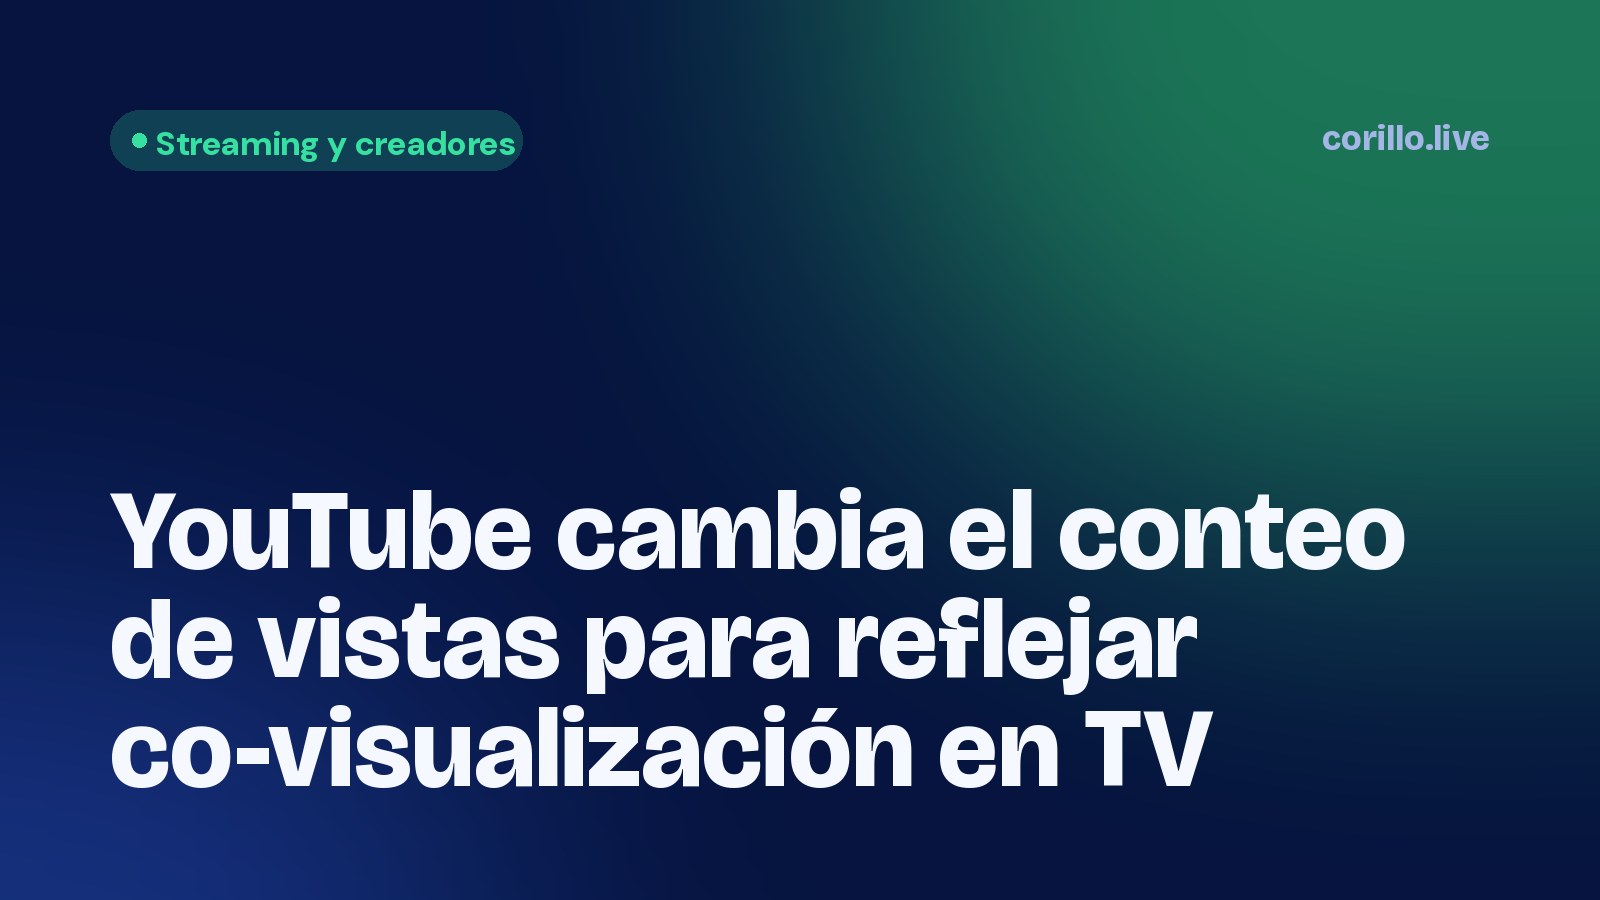 Streaming y creadores
corillo.live
YouTube cambia el conteo
de vistas para reflejar
co-visualización en TV